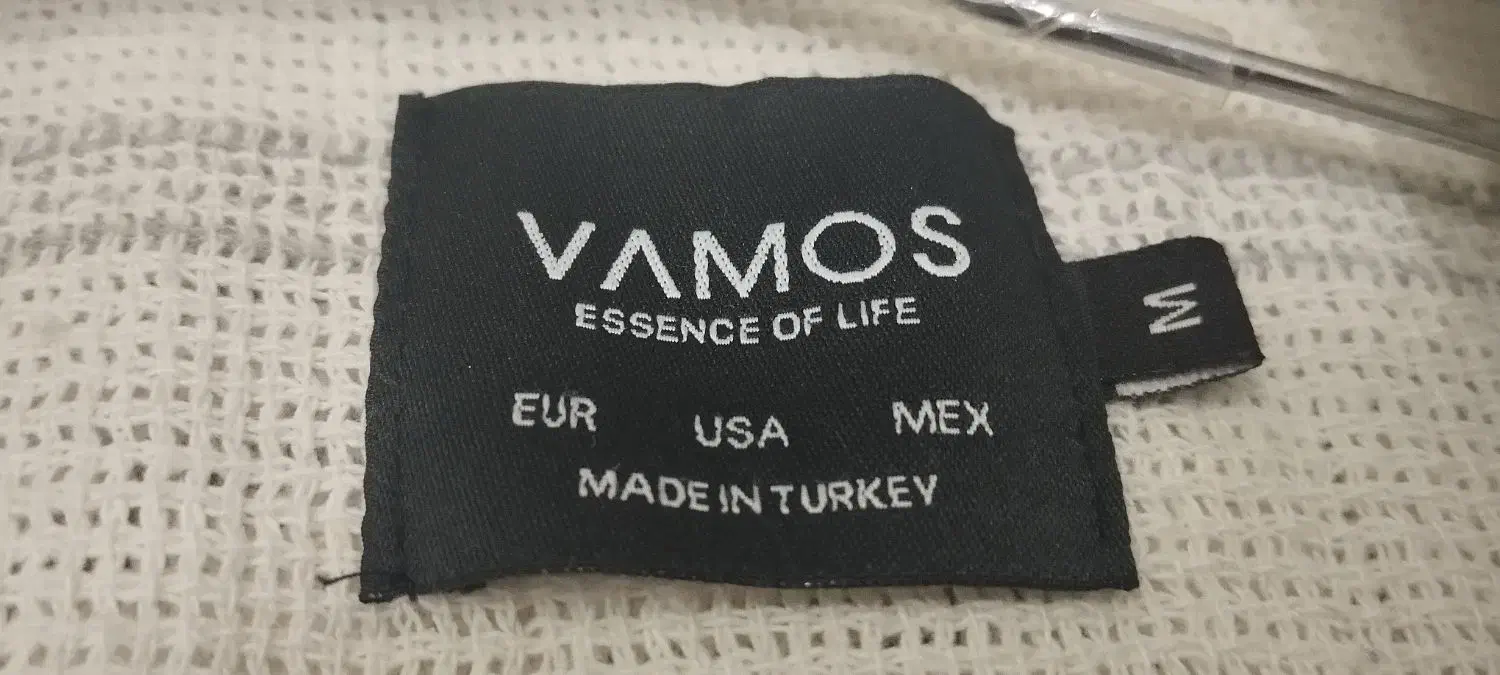 VAMOS
ESSENCE OF LIFE
EUR USA MEX
MADE IN TURKEY
M